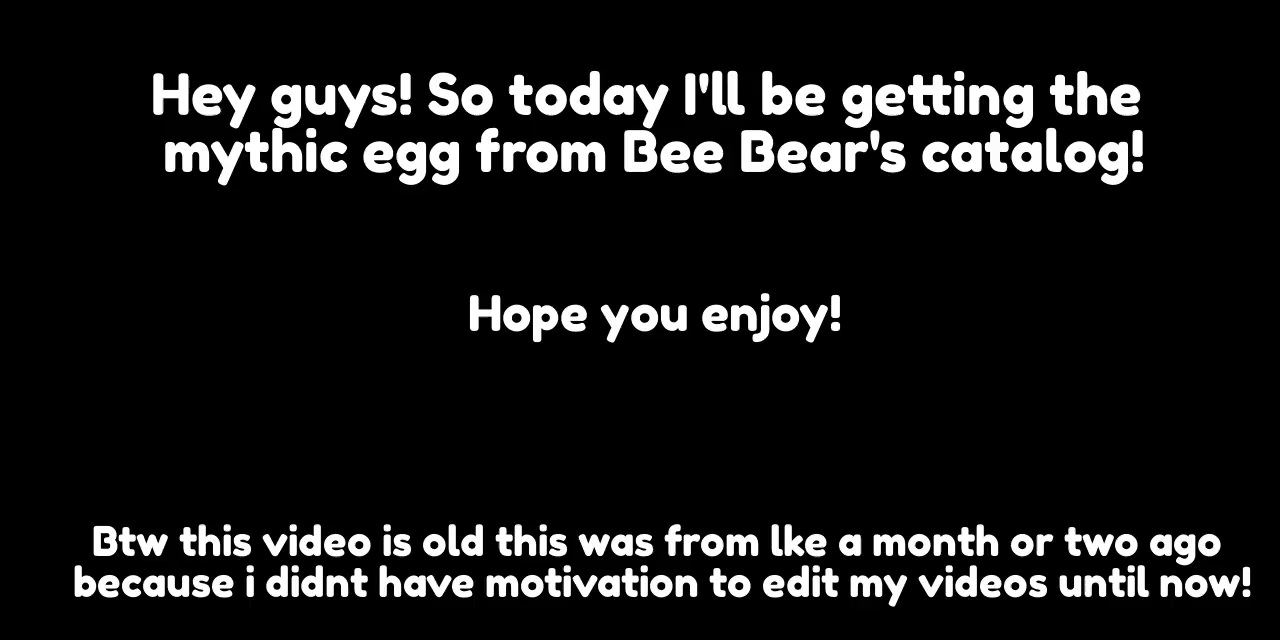 Hey guys! So today I'll be getting the
mythic egg from Bee Bear's catalog!
Hope you enjoy!
Btw this video is old this was from lke a month or two ago
because i didnt have motivation to edit my videos until now!